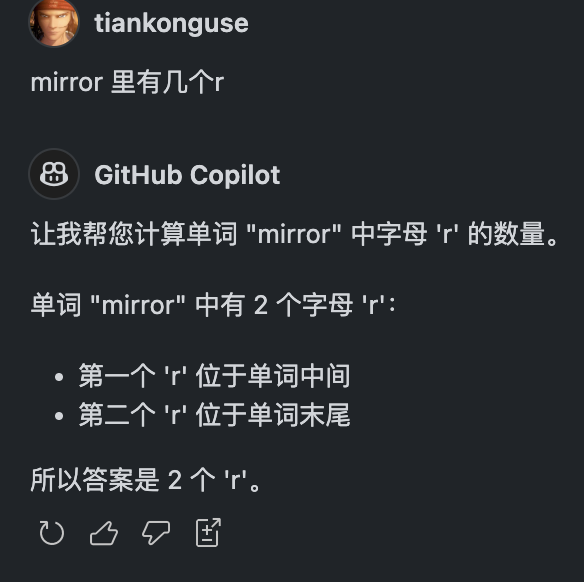 tiankonguse
mirror 里有几个r
GitHub Copilot
让我帮您计算单词 "mirror" 中字母 'r' 的数量。
单词 "mirror" 中有 2 个字母 'r'：
• 第一个 'r' 位于单词中间
• 第二个 'r' 位于单词末尾
所以答案是 2 个 'r'。